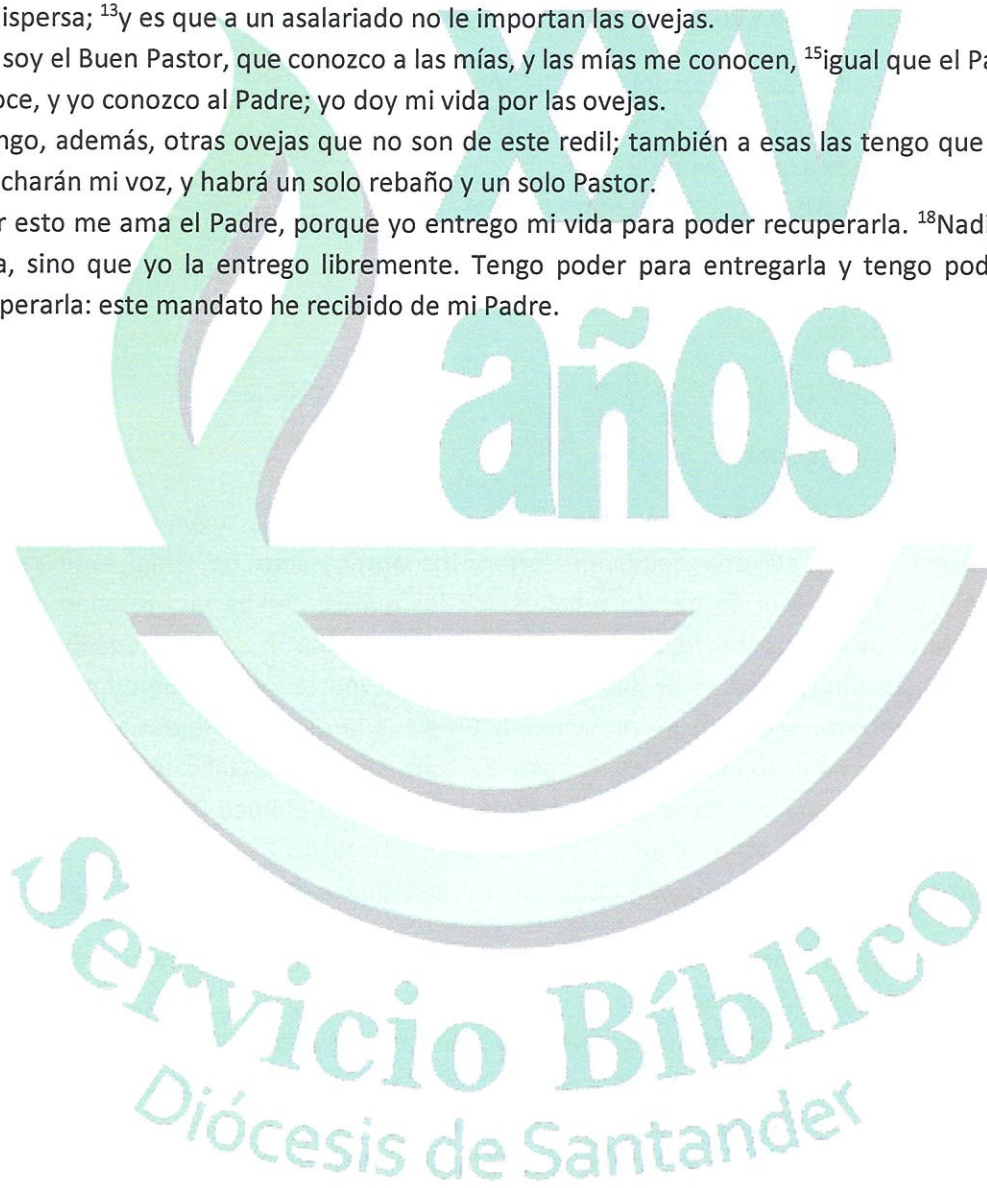 ispersa; ¹³y es que a un asalariado no le importan las ovejas.
soy el Buen Pastor, que conozco a las mías, y las mías me conocen, ¹⁵igual que el Pa
oce, y yo conozco al Padre; yo doy mi vida por las ovejas.
ngo, además, otras ovejas que no son de este redil; también a esas las tengo que
charán mi voz, y habrá un solo rebaño y un solo Pastor.
r esto me ama el Padre, porque yo entrego mi vida para poder recuperarla. ¹⁸Nadi
a, sino que yo la entrego libremente. Tengo poder para entregarla y tengo pod
perarla: este mandato he recibido de mi Padre.
XXV
años
Servicio Bíblico
Diócesis de Santander